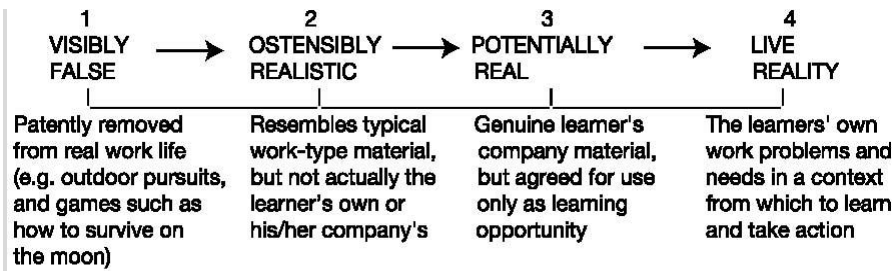 1
VISIBLY
FALSE
2
OSTENSIBLY
REALISTIC
3
POTENTIALLY
REAL
4
LIVE
REALITY
Patently removed
from real work life
(e.g. outdoor pursuits,
and games such as
how to survive on
the moon)
Resembles typical
work-type material,
but not actually the
learner's own or
his/her company's
Genuine learner's
company material,
but agreed for use
only as learning
opportunity
The learners' own
work problems and
needs in a context
from which to learn
and take action